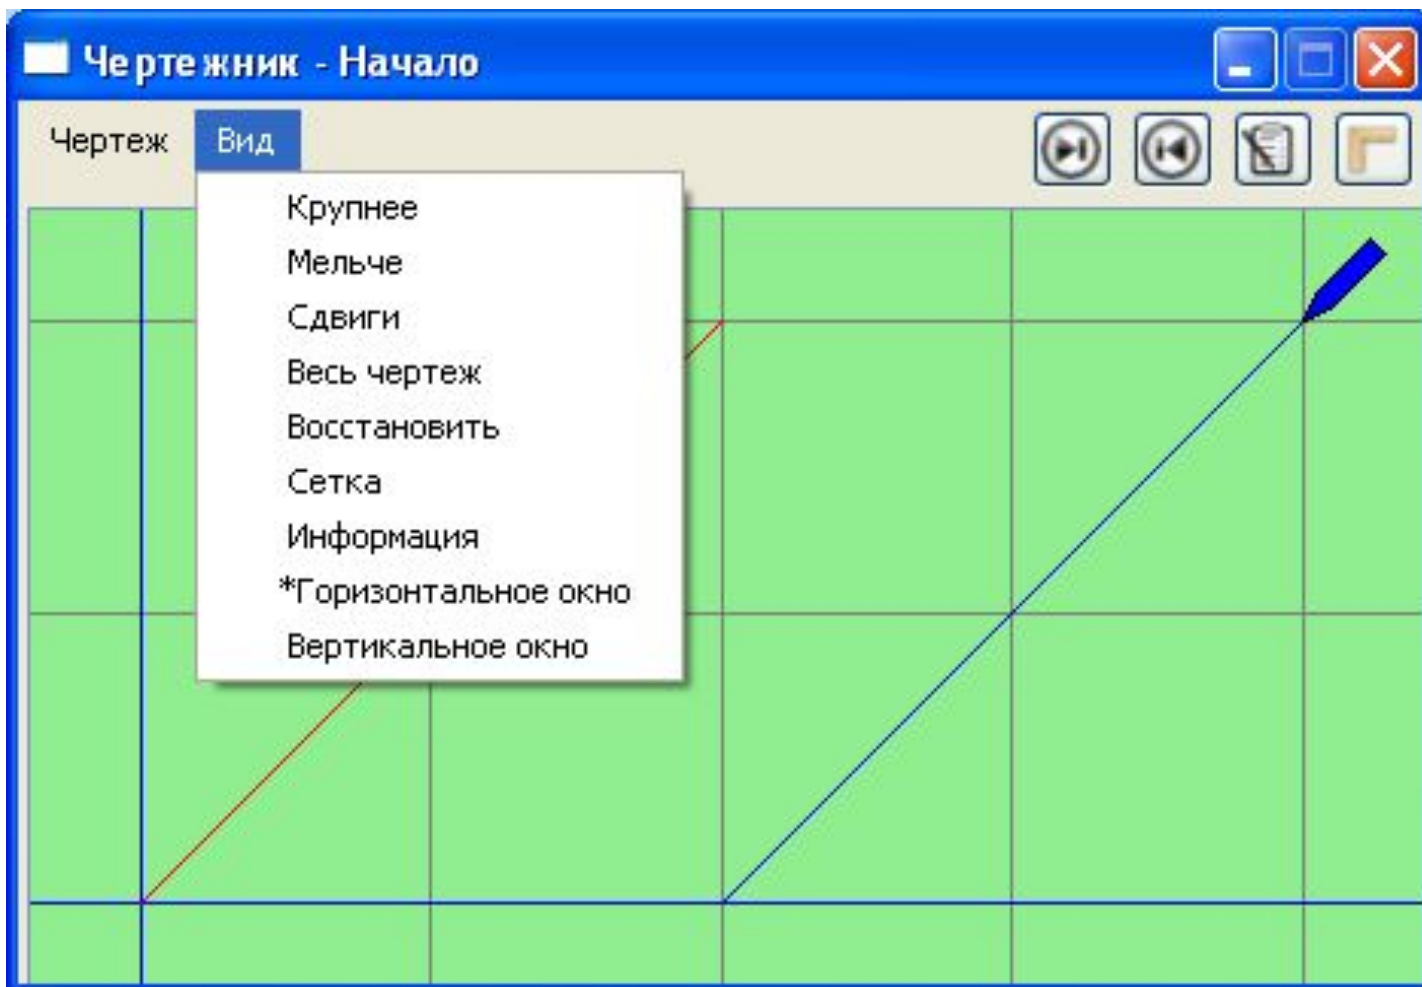 Чертежник - Начало
Чертеж Вид
Крупнее
Мельче
Сдвиги
Весь чертеж
Восстановить
Сетка
Информация
*Горизонтальное окно
Вертикальное окно